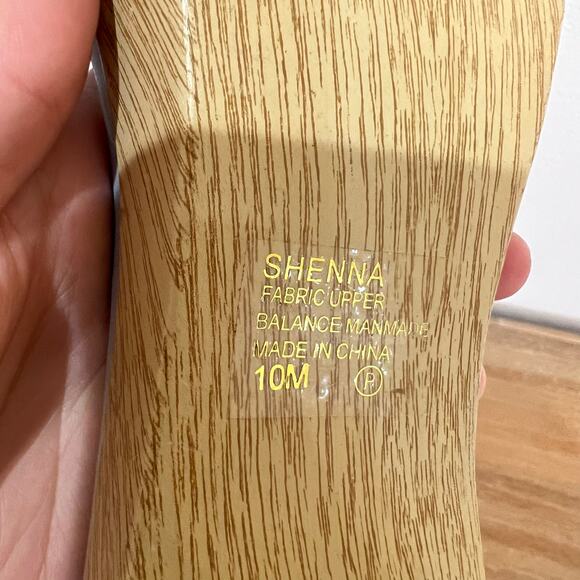 SHENNA
FABRIC UPPER
BALANCE MANMADE
MADE IN CHINA
10M P